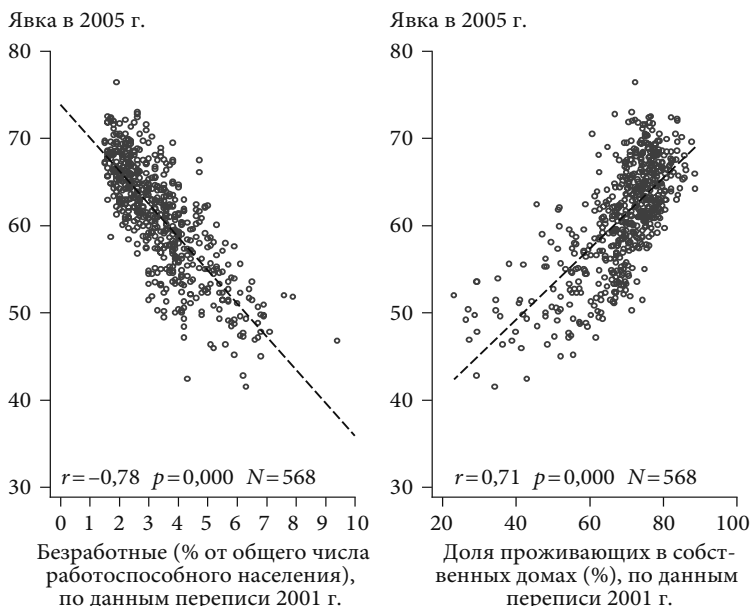 Явка в 2005 г.
80
70
60
50
40
30
r=–0,78 p=0,000 N=568
0 1 2 3 4 5 6 7 8 9 10
Безработные (% от общего числа
работоспособного населения),
по данным переписи 2001 г.
Явка в 2005 г.
80
70
60
50
40
30
r=0,71 p=0,000 N=568
20 40 60 80 100
Доля проживающих в собст-
венных домах (%), по данным
переписи 2001 г.